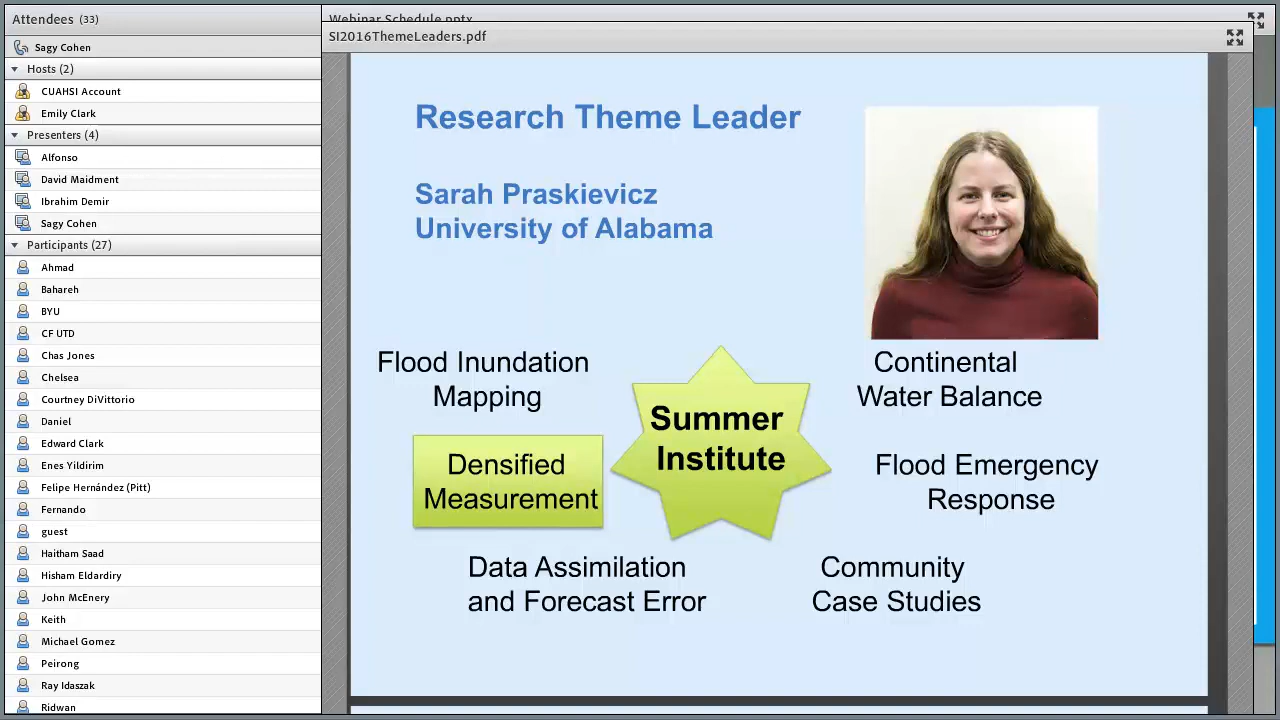 Attendees (33)
Sagy Cohen
Hosts (2)
CUAHSI Account
Emily Clark
Presenters (4)
Alfonso
David Maidment
Ibrahim Demir
Sagy Cohen
Participants (27)
Ahmad
Bahareh
BYU
CF UTD
Chas Jones
Chelsea
Courtney DiVittorio
Daniel
Edward Clark
Enes Yildirim
Felipe Hernández (Pitt)
Fernando
guest
Haitham Saad
Hisham Eldardiry
John McEnery
Keith
Michael Gomez
Peirong
Ray Idaszak
Ridwan
Webinar Schedule.pptx
SI2016ThemeLeaders.pdf
Research Theme Leader
Sarah Praskievicz
University of Alabama
Flood Inundation
Mapping
Continental
Water Balance
Summer
Institute
Densified
Measurement
Flood Emergency
Response
Data Assimilation
and Forecast Error
Community
Case Studies